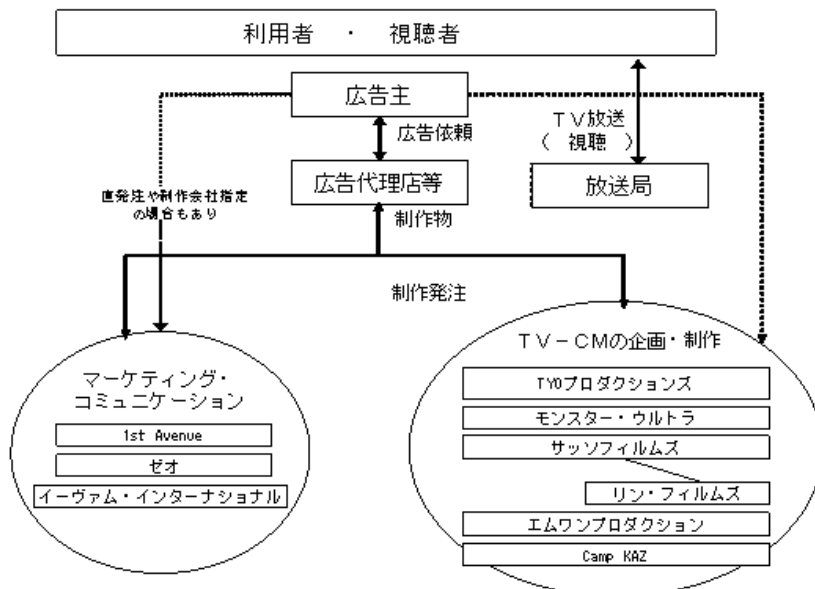 利用者 ・ 視聴者
広告主
広告依頼
TV放送
( 視聴 )
広告代理店等
放送局
直発注や制作会社指定
の場合もあり
制作物
制作発注
TV-CMの企画・制作
マーケティング・
コミュニケーション
1st Avenue
ゼオ
イーヴァム・インターナショナル
TYOプロダクションズ
モンスター・ウルトラ
サッソフィルムズ
リン・フィルムズ
エムワンプロダクション
Camp KAZ